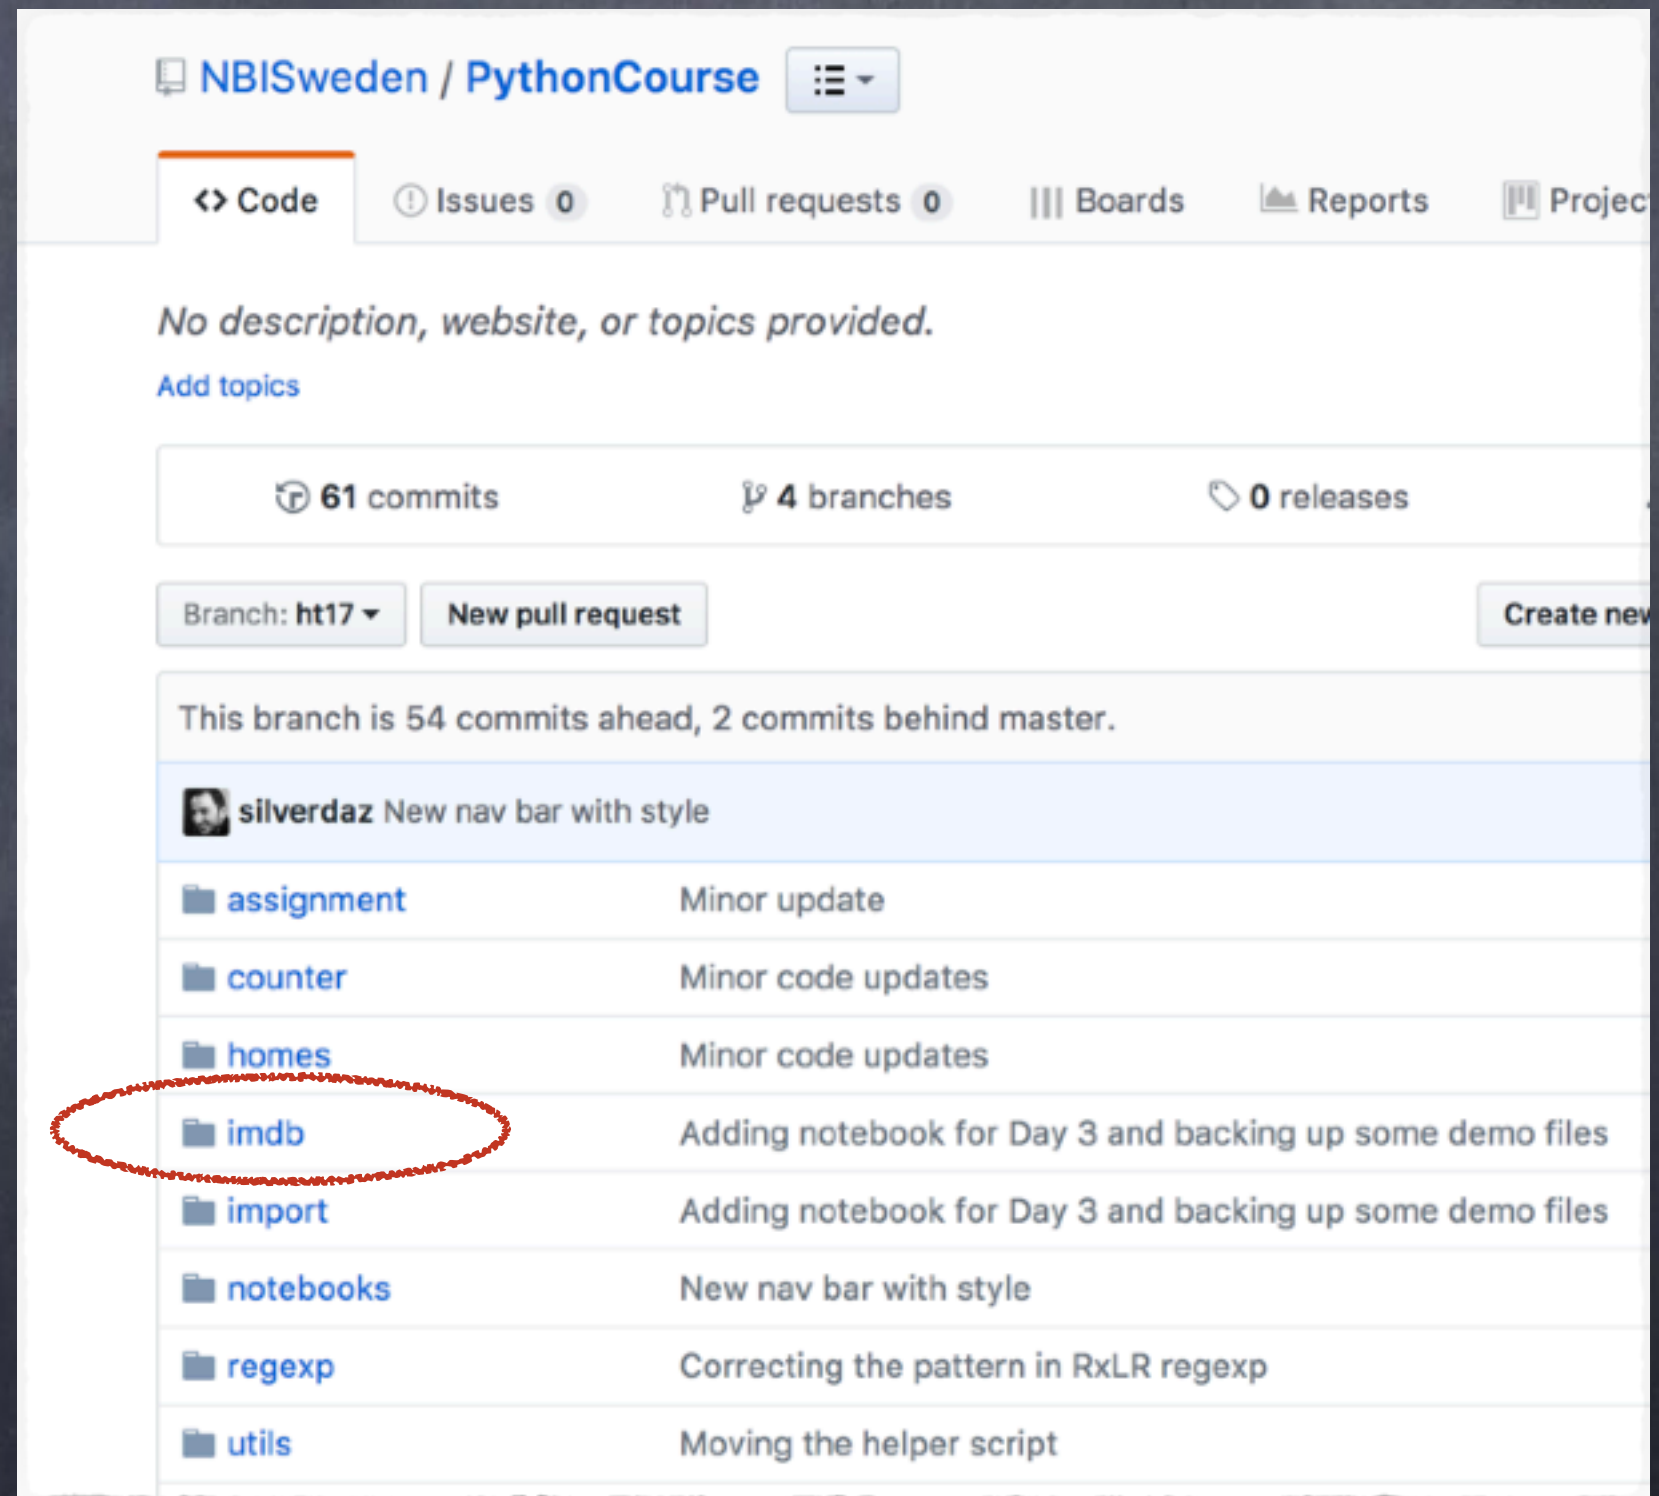 NBISweden / PythonCourse
Code Issues 0 Pull requests 0 Boards Reports Projec
No description, website, or topics provided.
Add topics
61 commits 4 branches 0 releases
Branch: ht17 New pull request Create new
This branch is 54 commits ahead, 2 commits behind master.
silverdaz New nav bar with style
assignment Minor update
counter Minor code updates
homes Minor code updates
imdb Adding notebook for Day 3 and backing up some demo files
import Adding notebook for Day 3 and backing up some demo files
notebooks New nav bar with style
regexp Correcting the pattern in RxLR regexp
utils Moving the helper script